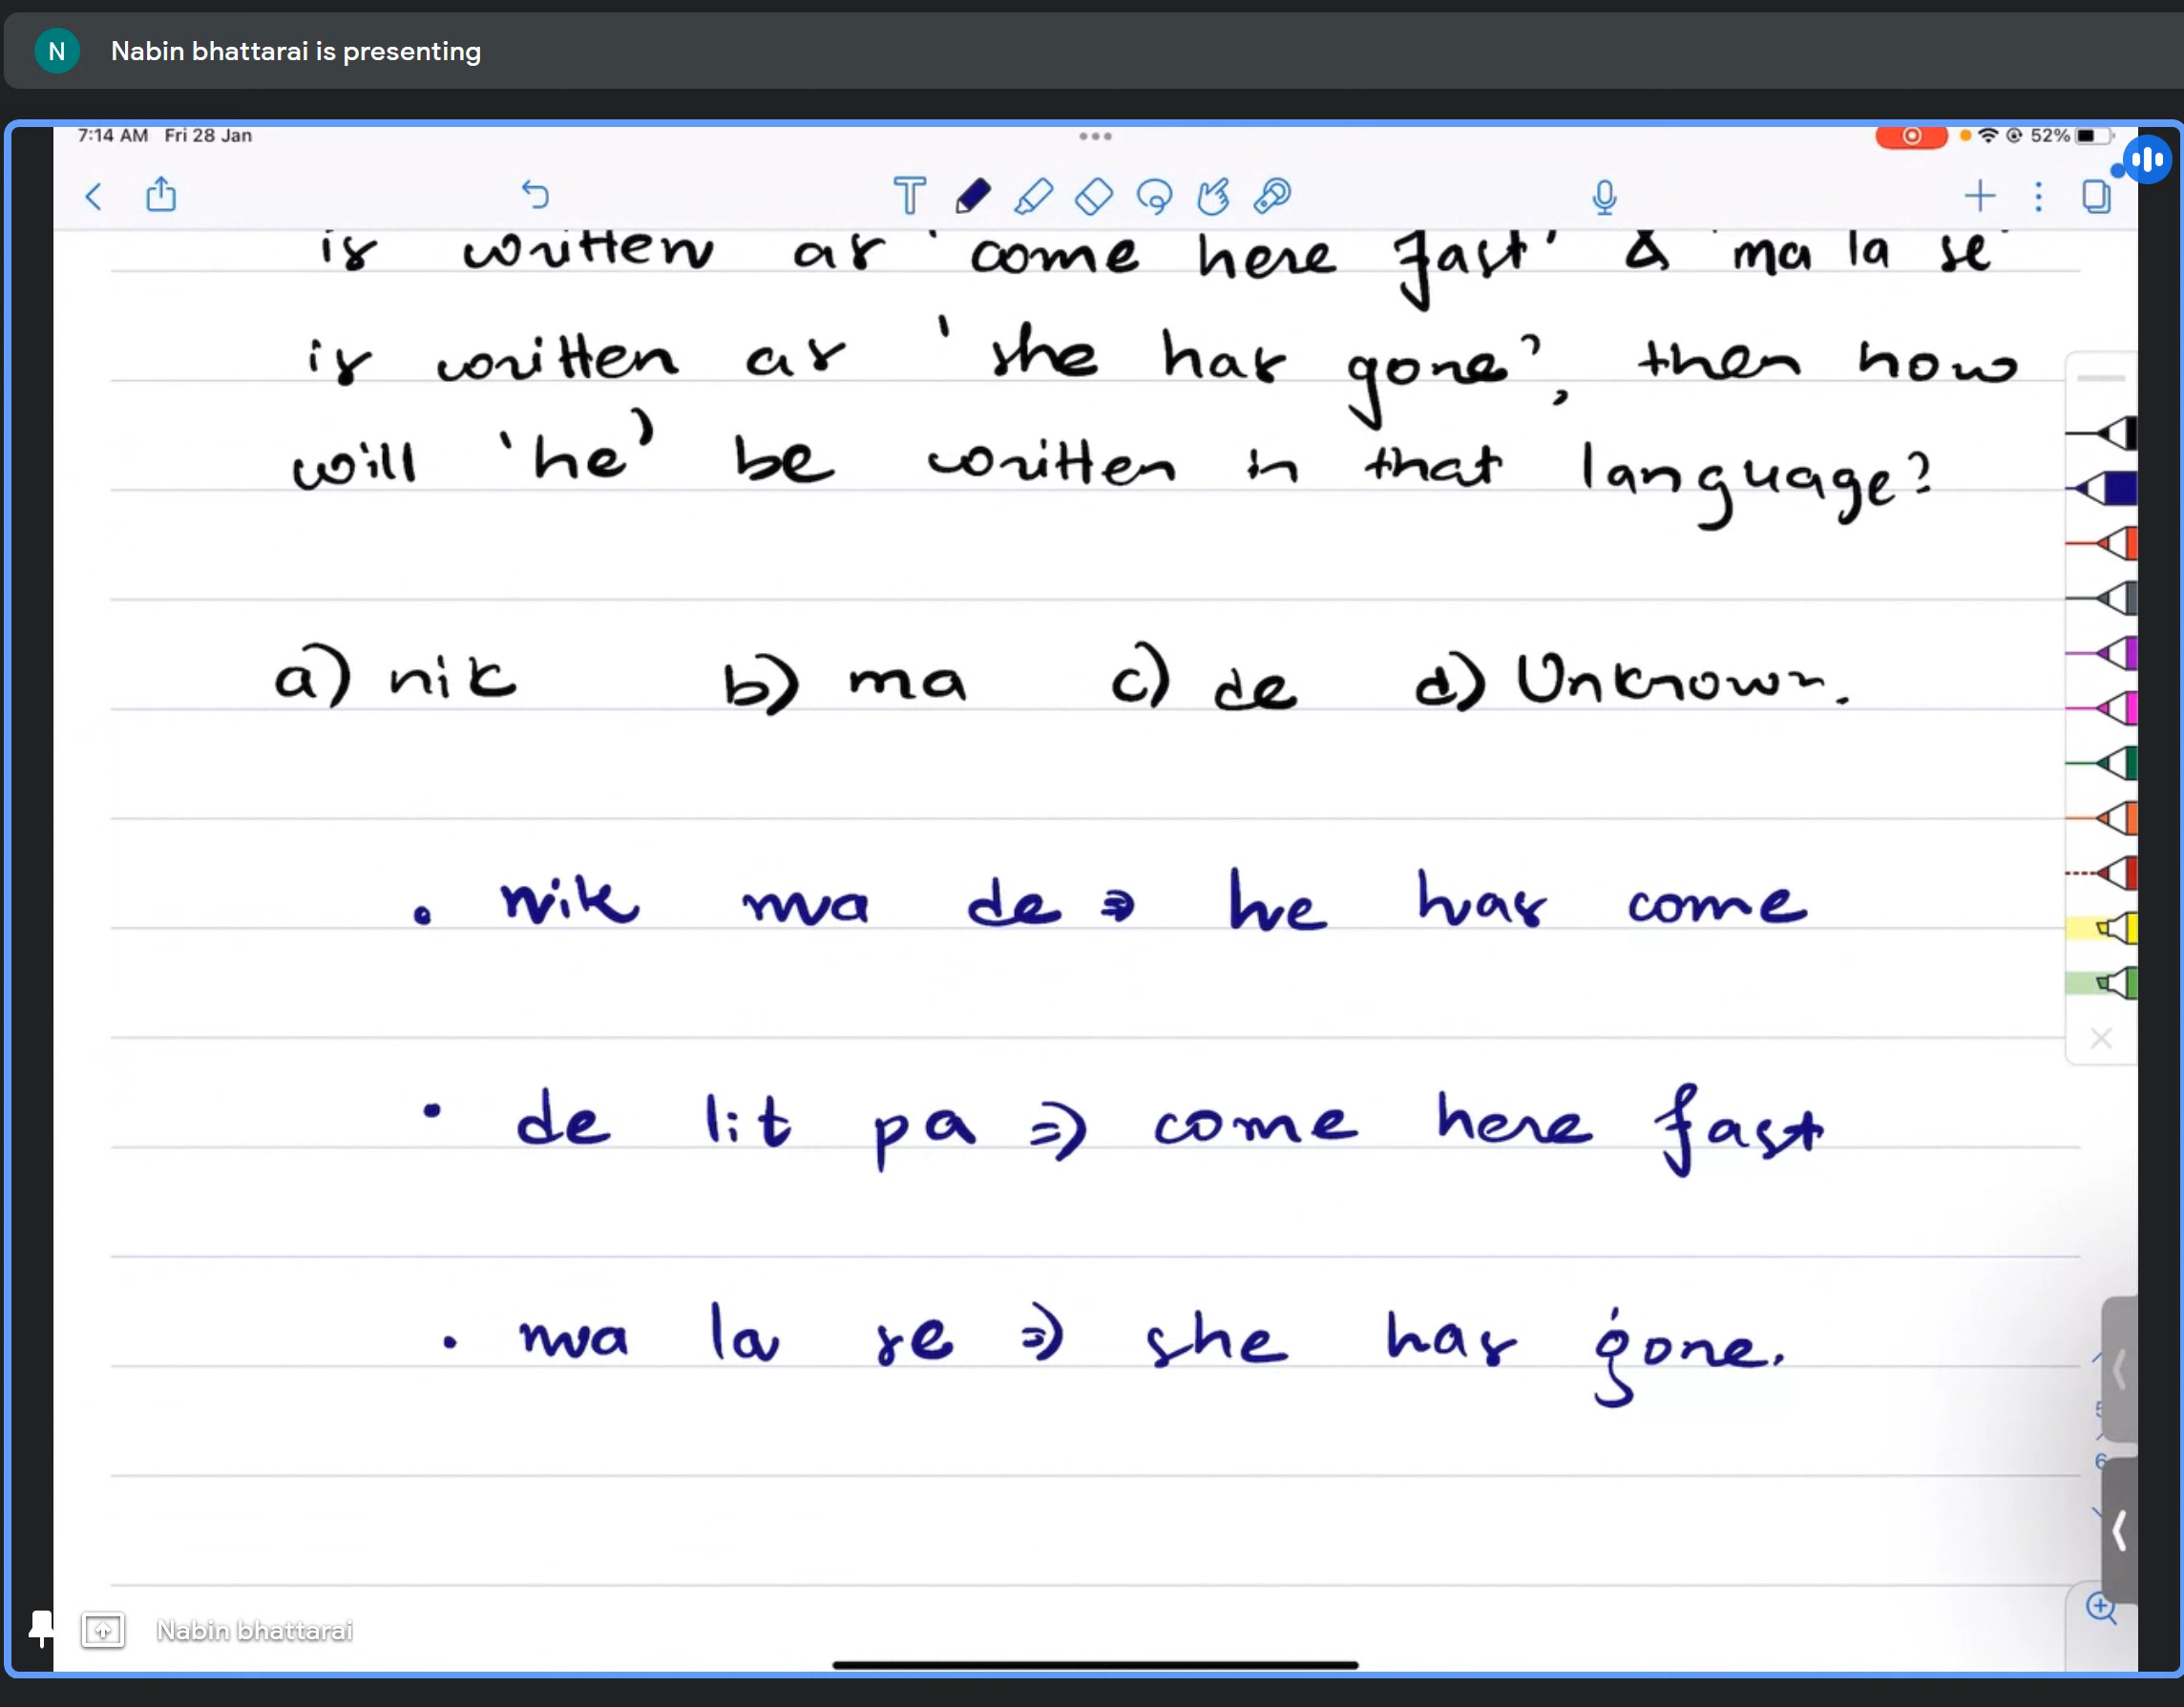 N Nabin bhattarai is presenting
7:14 AM Fri 28 Jan 52%
T
is written as 'come here fast' & 'ma la se'
is written as 'she has gone', then how
will 'he' be written in that language?
a) nik b) ma c) de d) Unknown.
• nik ma de ⇒ he has come
• de lit pa ⇒ come here fast
• ma la se ⇒ she has gone.
5
6
Nabin bhattarai